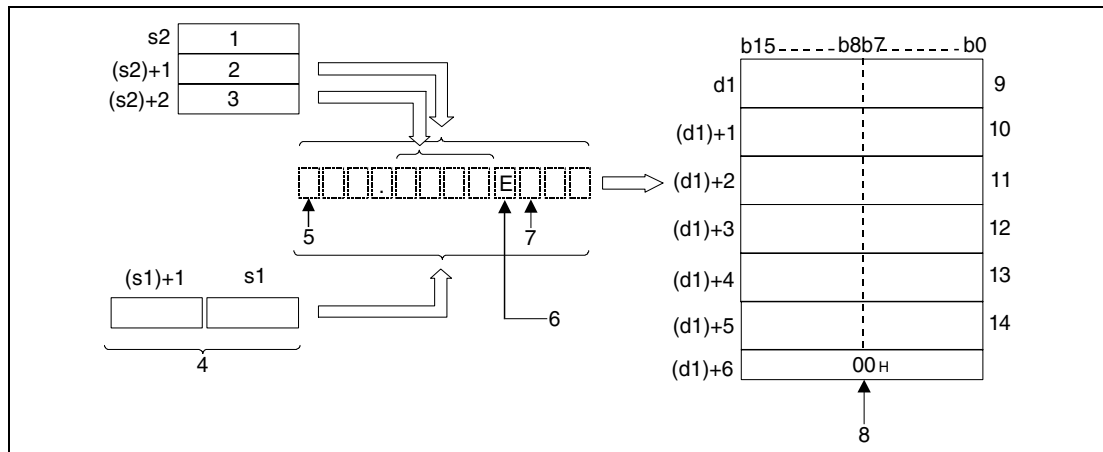 s2 1
(s2)+1 2
(s2)+2 3
. E
5
7
6
(s1)+1 s1
4
b15 b8b7 b0
d1 9
(d1)+1 10
(d1)+2 11
(d1)+3 12
(d1)+4 13
(d1)+5 14
(d1)+6 00H
8